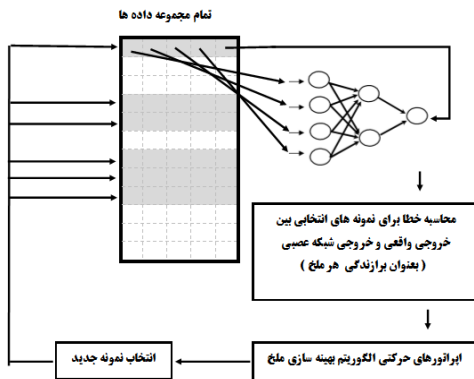 تمام مجموعه داده ها
محاسبه خطا برای نمونه های انتخابی بین
خروجی واقعی و خروجی شبکه عصبی
( بعنوان برازندگی هر ملخ )
اپراتورهای حرکتی الگوریتم بهینه سازی ملخ
انتخاب نمونه جدید